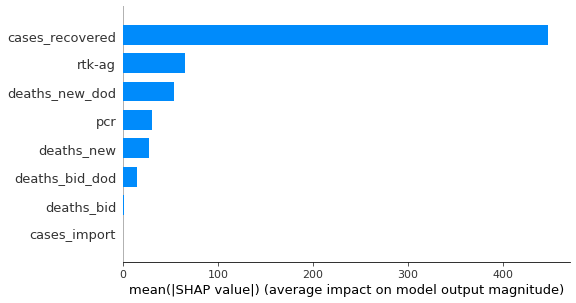 cases_recovered
rtk-ag
deaths_new_dod
pcr
deaths_new
deaths_bid_dod
deaths_bid
cases_import
0 100 200 300 400
mean(|SHAP value|) (average impact on model output magnitude)